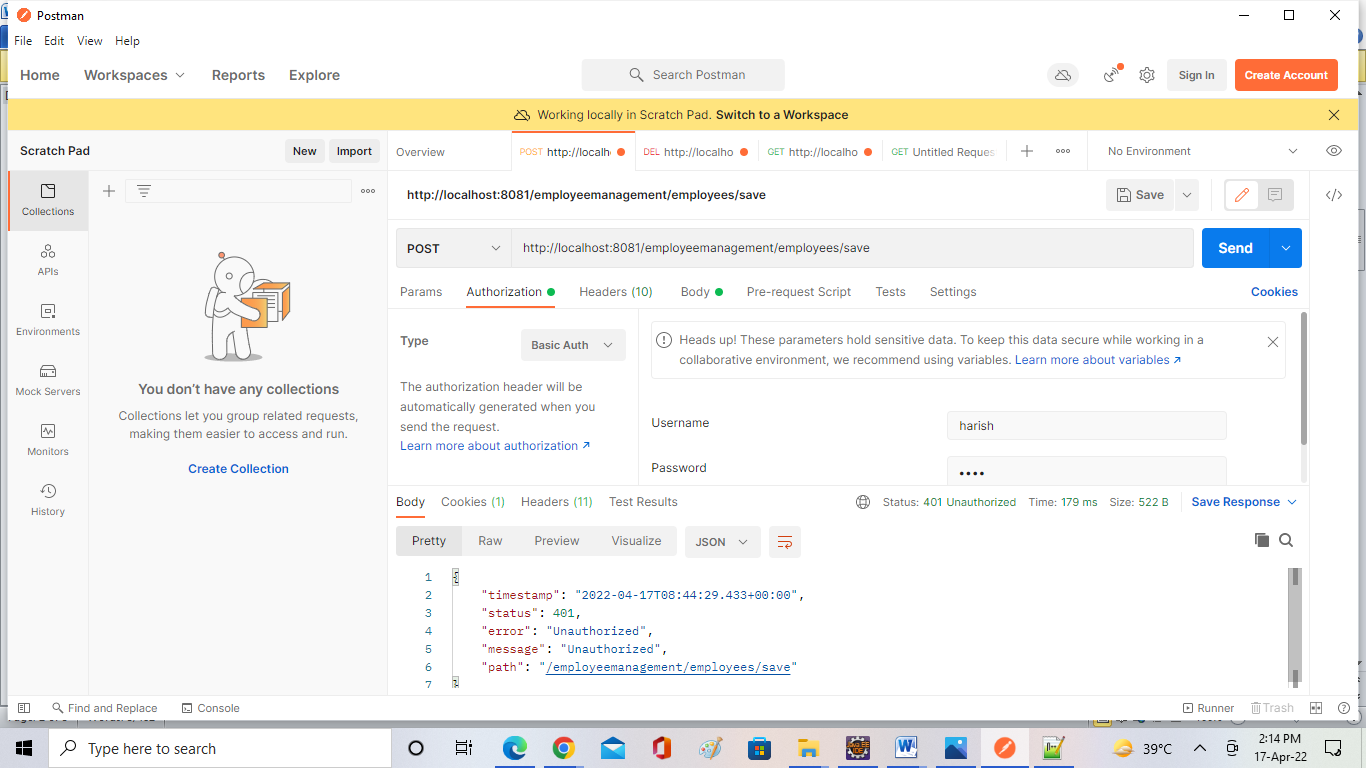 Postman
File Edit View Help
Home Workspaces Reports Explore Search Postman Sign In Create Account
Working locally in Scratch Pad. Switch to a Workspace
Scratch Pad New Import Overview POST http://localh DEL http://localho GET http://localho GET Untitled Reques No Environment
http://localhost:8081/employeemanagement/employees/save Save
Collections
APIs
Environments
Mock Servers
Monitors
History
You don't have any collections
Collections let you group related requests,
making them easier to access and run.
Create Collection
POST http://localhost:8081/employeemanagement/employees/save Send
Params Authorization Headers (10) Body Pre-request Script Tests Settings Cookies
Type Basic Auth
The authorization header will be
automatically generated when you
send the request.
Learn more about authorization ↗
Heads up! These parameters hold sensitive data. To keep this data secure while working in a
collaborative environment, we recommend using variables. Learn more about variables ↗
Username harish
Password ••••
Body Cookies (1) Headers (11) Test Results Status: 401 Unauthorized Time: 179 ms Size: 522 B Save Response
Pretty Raw Preview Visualize JSON
1 {
2 "timestamp": "2022-04-17T08:44:29.433+00:00",
3 "status": 401,
4 "error": "Unauthorized",
5 "message": "Unauthorized",
6 "path": "/employeemanagement/employees/save"
7 }
Find and Replace Console Runner Trash
Type here to search 39°C 2:14 PM
17-Apr-22